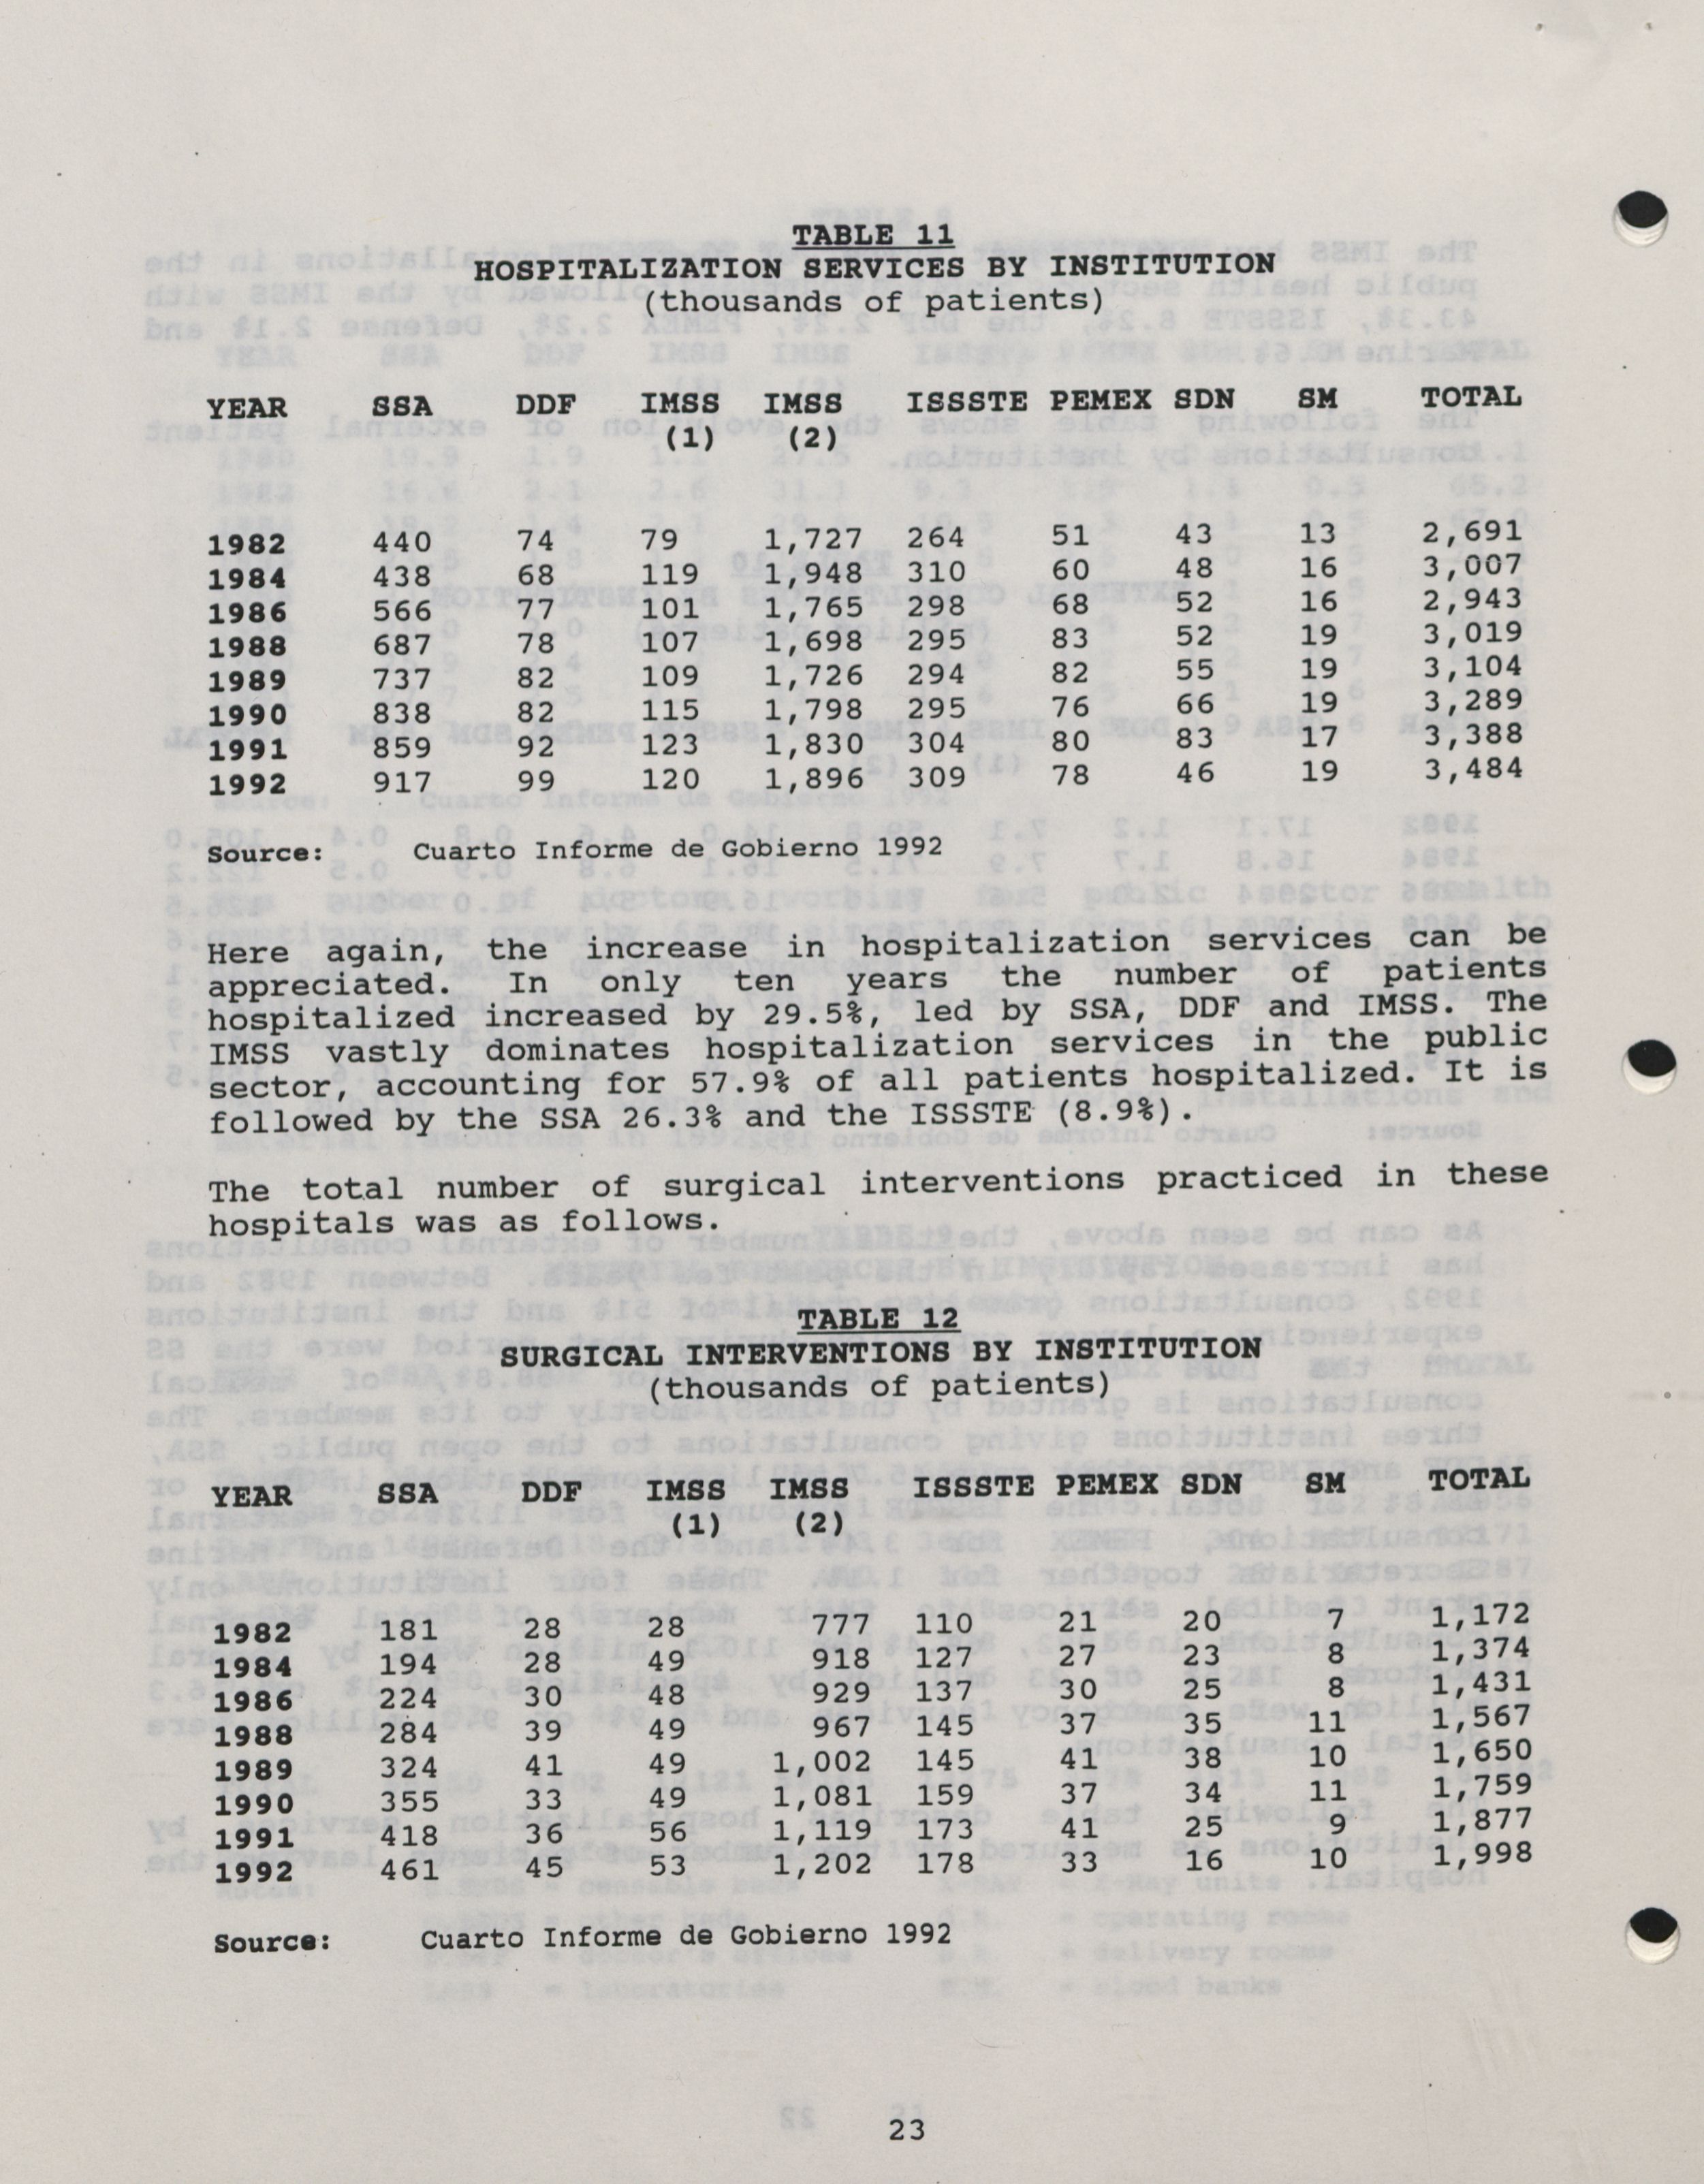 TABLE 11
HOSPITALIZATION SERVICES BY INSTITUTION
(thousands of patients)
YEAR SSA DDF IMSS IMSS ISSSTE PEMEX SDN SM TOTAL
(1) (2)
1982 440 74 79 1,727 264 51 43 13 2,691
1984 438 68 119 1,948 310 60 48 16 3,007
1986 566 77 101 1,765 298 68 52 16 2,943
1988 687 78 107 1,698 295 83 52 19 3,019
1989 737 82 109 1,726 294 82 55 19 3,104
1990 838 82 115 1,798 295 76 66 19 3,289
1991 859 92 123 1,830 304 80 83 17 3,388
1992 917 99 120 1,896 309 78 46 19 3,484
Source: Cuarto Informe de Gobierno 1992
Here again, the increase in hospitalization services can be
appreciated. In only ten years the number of patients
hospitalized increased by 29.5%, led by SSA, DDF and IMSS. The
IMSS vastly dominates hospitalization services in the public
sector, accounting for 57.9% of all patients hospitalized. It is
followed by the SSA 26.3% and the ISSSTE (8.9%).
The total number of surgical interventions practiced in these
hospitals was as follows.
TABLE 12
SURGICAL INTERVENTIONS BY INSTITUTION
(thousands of patients)
YEAR SSA DDF IMSS IMSS ISSSTE PEMEX SDN SM TOTAL
(1) (2)
1982 181 28 28 777 110 21 20 7 1,172
1984 194 28 49 918 127 27 23 8 1,374
1986 224 30 48 929 137 30 25 8 1,431
1988 284 39 49 967 145 37 35 11 1,567
1989 324 41 49 1,002 145 41 38 10 1,650
1990 355 33 49 1,081 159 37 34 11 1,759
1991 418 36 56 1,119 173 41 25 9 1,877
1992 461 45 53 1,202 178 33 16 10 1,998
Source: Cuarto Informe de Gobierno 1992
23